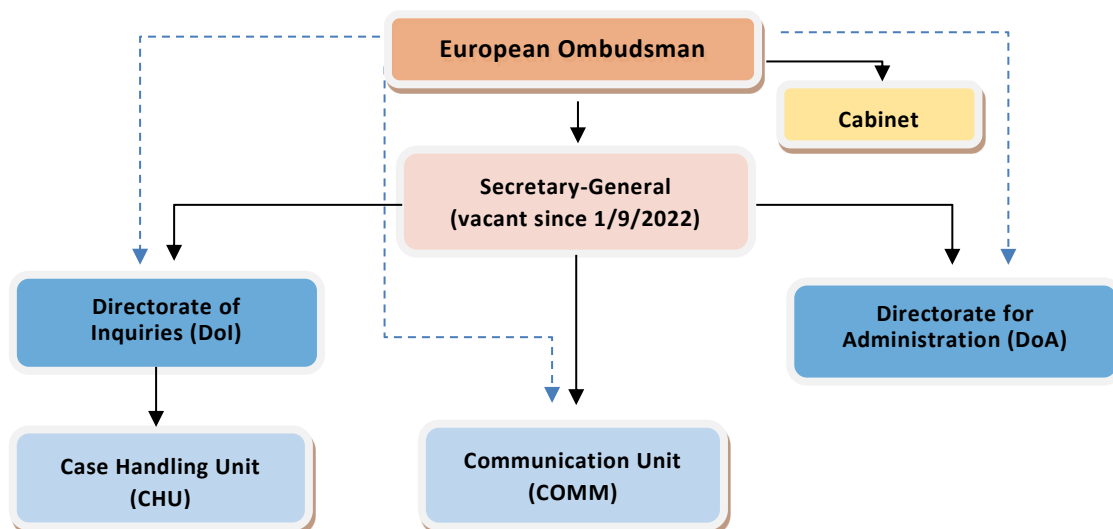 European Ombudsman
Cabinet
Secretary-General
(vacant since 1/9/2022)
Directorate of
Inquiries (DoI)
Directorate for
Administration (DoA)
Case Handling Unit
(CHU)
Communication Unit
(COMM)